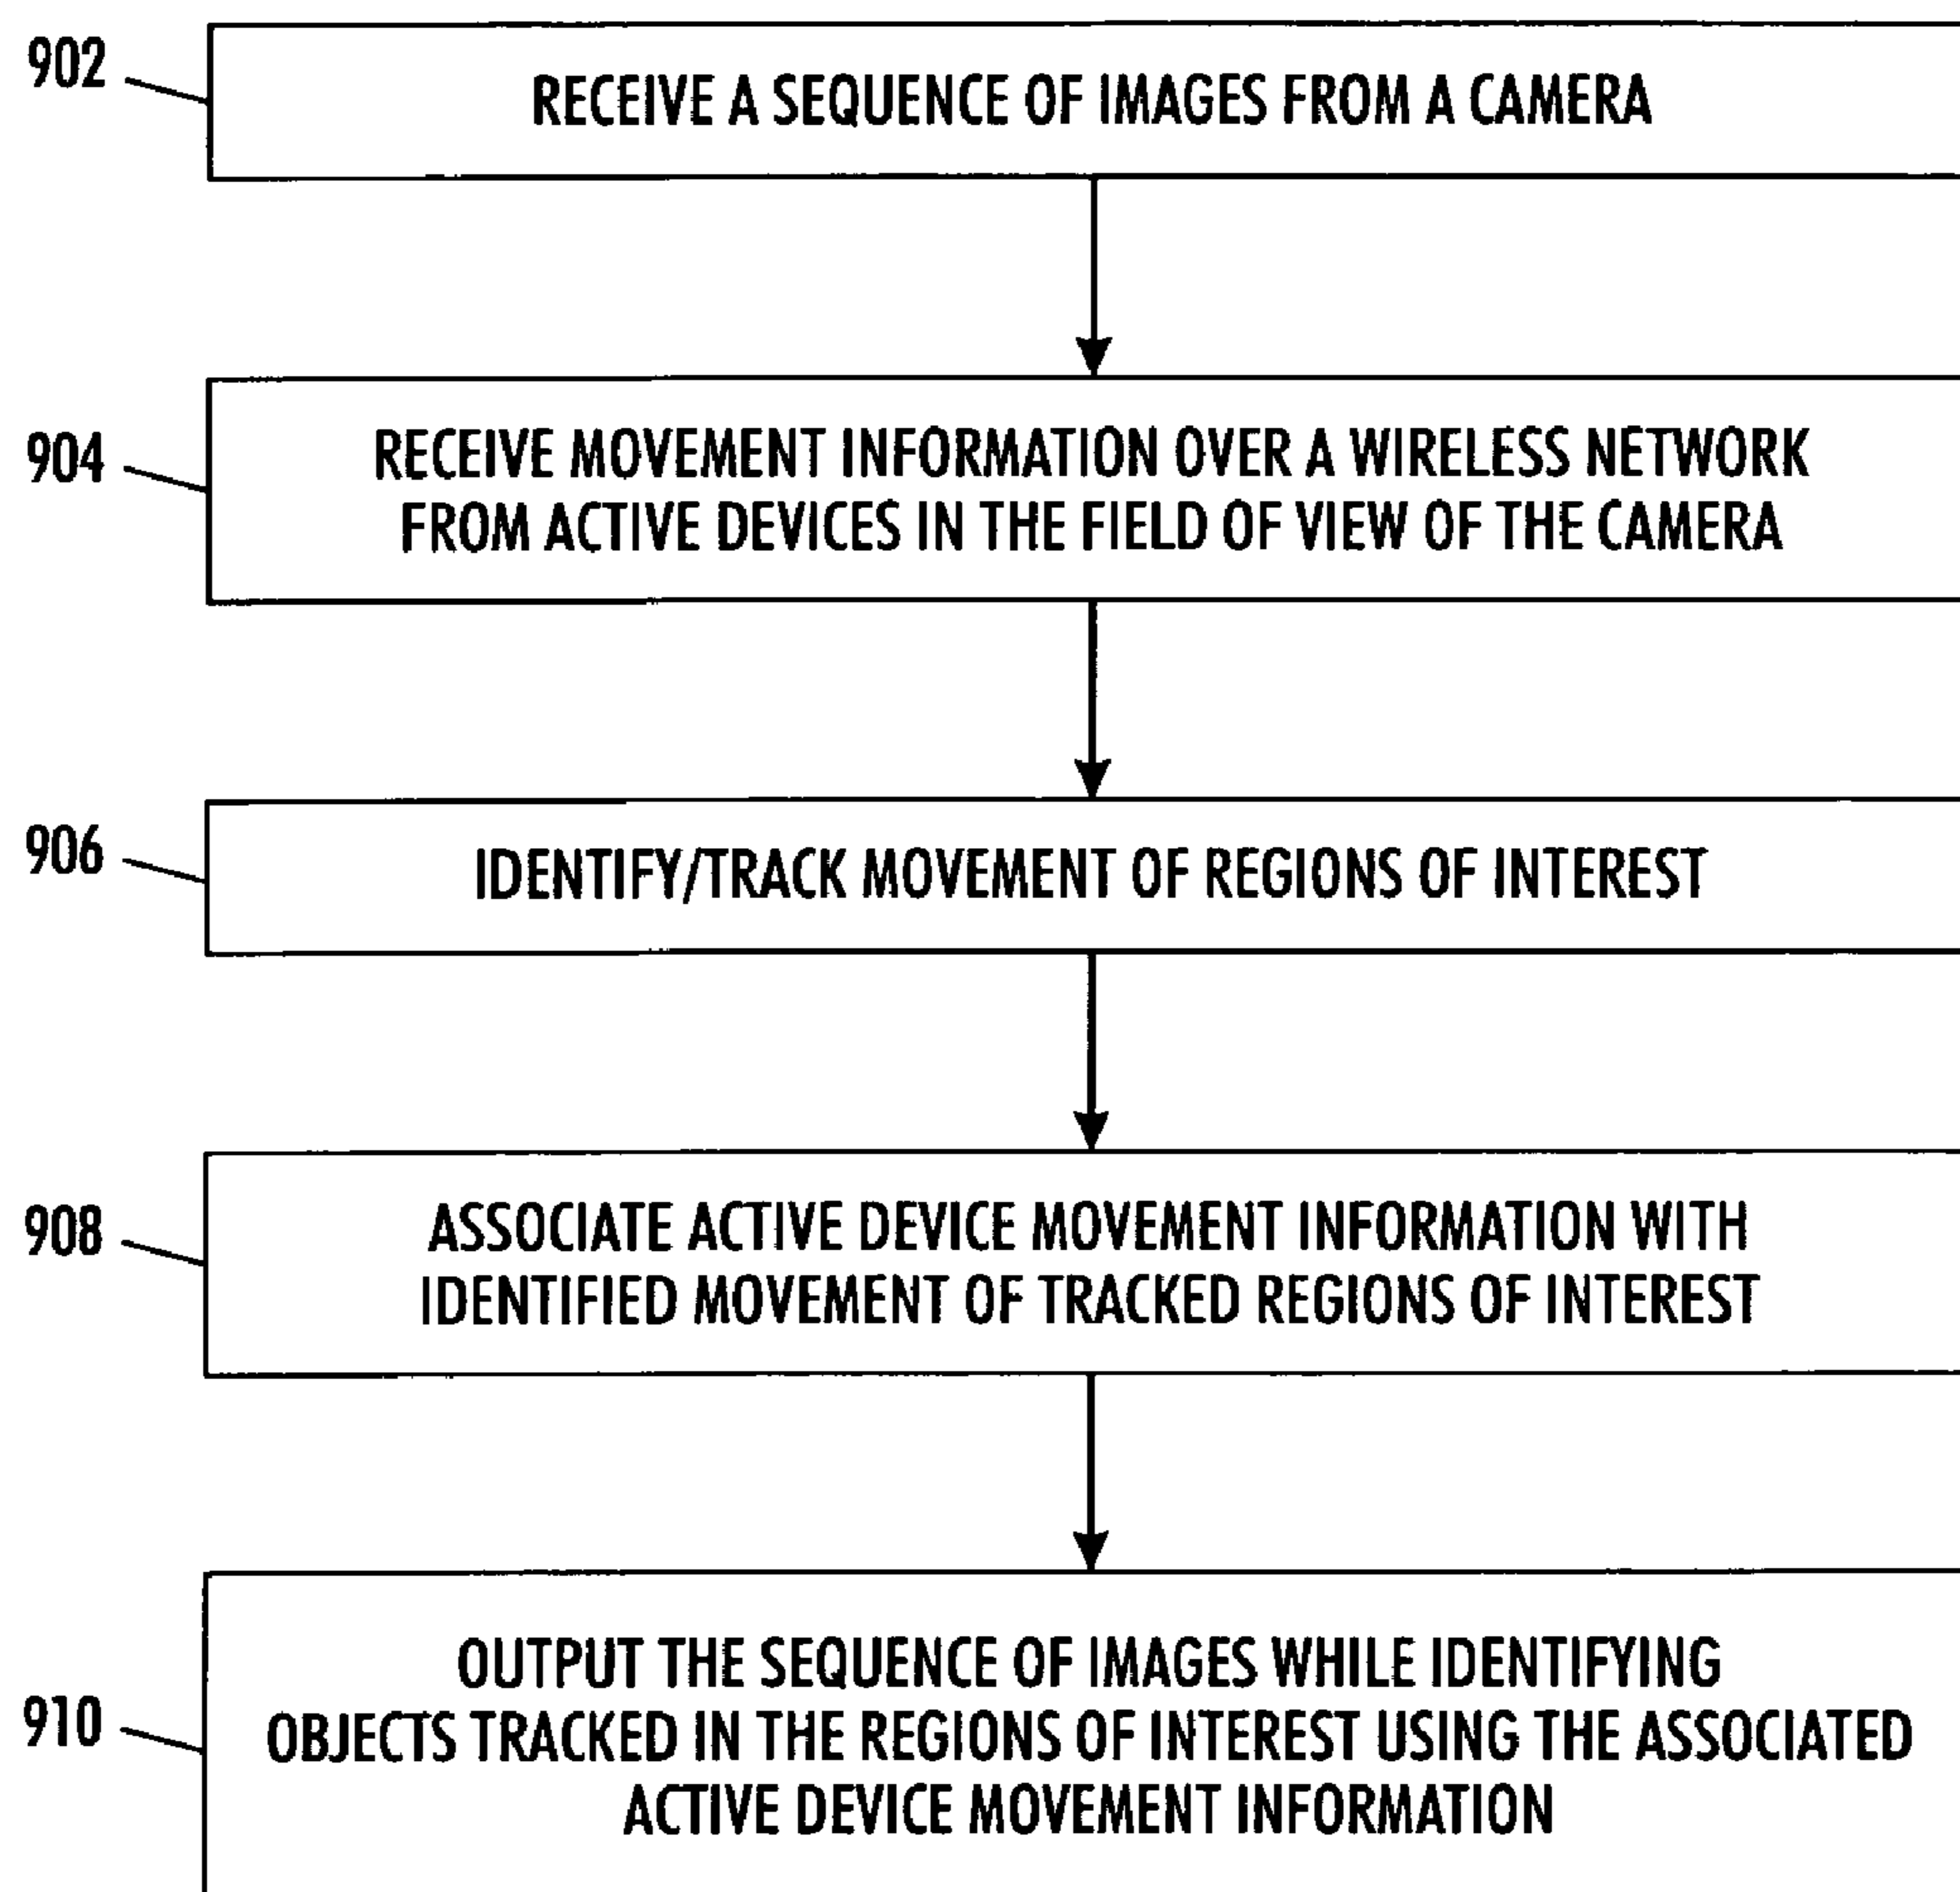 902
RECEIVE A SEQUENCE OF IMAGES FROM A CAMERA
904
RECEIVE MOVEMENT INFORMATION OVER A WIRELESS NETWORK
FROM ACTIVE DEVICES IN THE FIELD OF VIEW OF THE CAMERA
906
IDENTIFY/TRACK MOVEMENT OF REGIONS OF INTEREST
908
ASSOCIATE ACTIVE DEVICE MOVEMENT INFORMATION WITH
IDENTIFIED MOVEMENT OF TRACKED REGIONS OF INTEREST
910
OUTPUT THE SEQUENCE OF IMAGES WHILE IDENTIFYING
OBJECTS TRACKED IN THE REGIONS OF INTEREST USING THE ASSOCIATED
ACTIVE DEVICE MOVEMENT INFORMATION